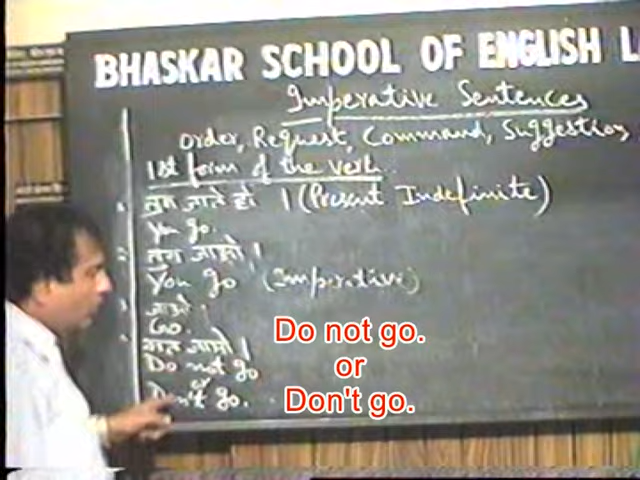 BHASKAR SCHOOL OF ENGLISH L
Imperative Sentences
Order, Request, Command, Suggestion,
1st form of the verb
तुम जाते हो । (Present Indefinite)
You go.
तुम जाओ ।
You go (Imperative)
जाओ ।
Go.
मत जाओ ।
Do not go
or
Don't go.
Do not go.
or
Don't go.